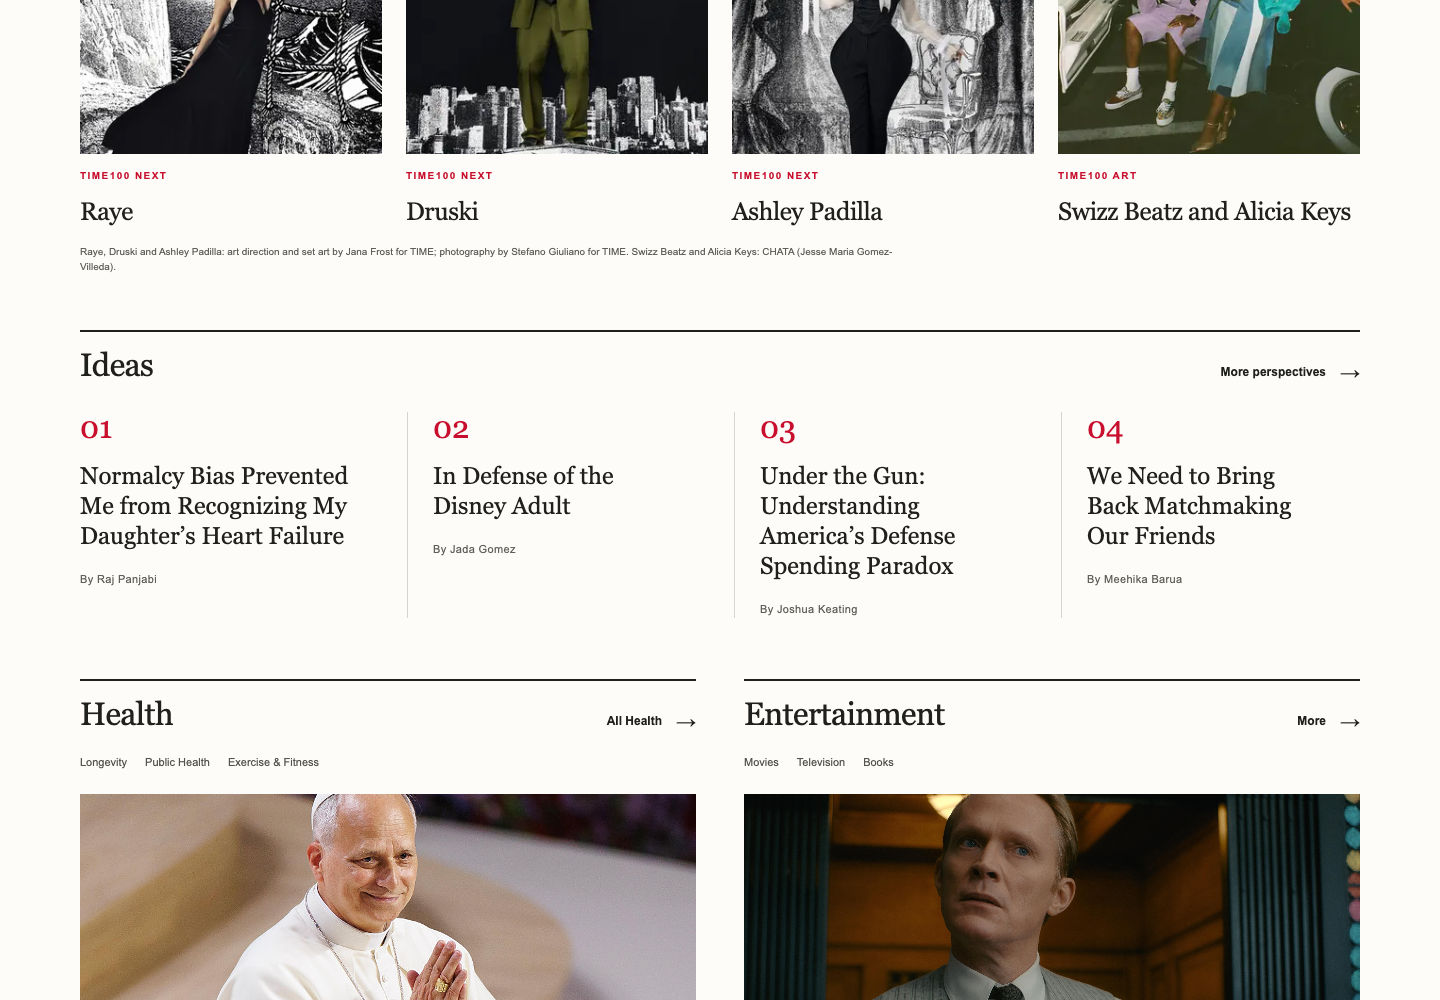 TIME100 NEXT
Raye
TIME100 NEXT
Druski
TIME100 NEXT
Ashley Padilla
TIME100 ART
Swizz Beatz and Alicia Keys
Raye, Druski and Ashley Padilla: art direction and set art by Jana Frost for TIME; photography by Stefano Giuliano for TIME. Swizz Beatz and Alicia Keys: CHATA (Jesse Maria Gomez-
Villeda).
Ideas
More perspectives →
01
Normalcy Bias Prevented
Me from Recognizing My
Daughter’s Heart Failure
By Raj Panjabi
02
In Defense of the
Disney Adult
By Jada Gomez
03
Under the Gun:
Understanding
America’s Defense
Spending Paradox
By Joshua Keating
04
We Need to Bring
Back Matchmaking
Our Friends
By Meehika Barua
Health
All Health →
Longevity Public Health Exercise & Fitness
Entertainment
More →
Movies Television Books